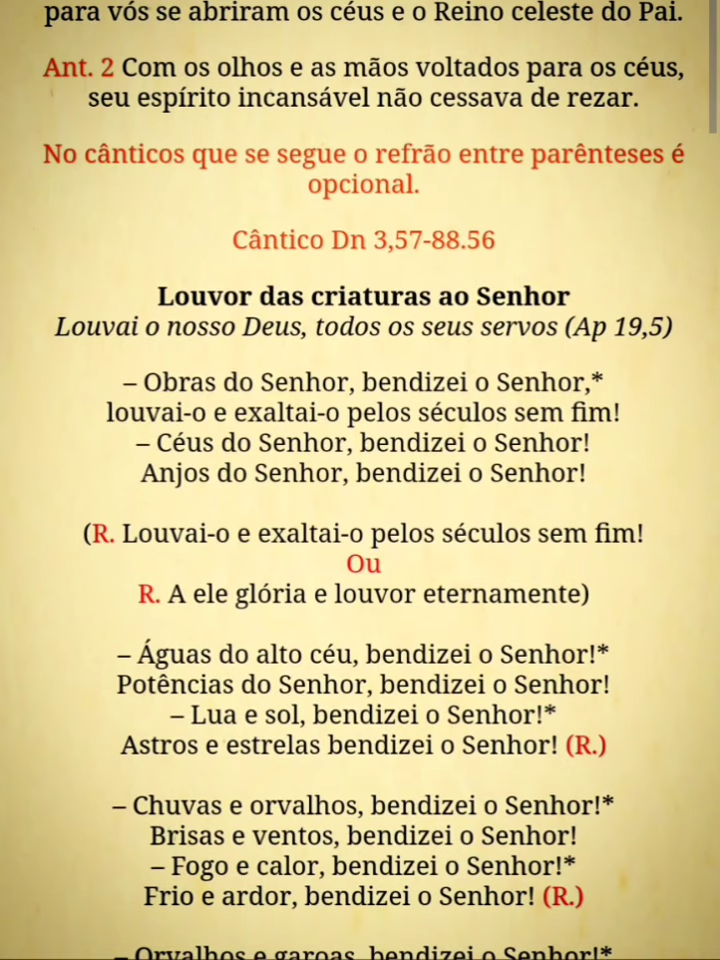 para vós se abriram os céus e o Reino celeste do Pai.
Ant. 2 Com os olhos e as mãos voltados para os céus,
seu espírito incansável não cessava de rezar.
No cânticos que se segue o refrão entre parênteses é
opcional.
Cântico Dn 3,57-88.56
Louvor das criaturas ao Senhor
Louvai o nosso Deus, todos os seus servos (Ap 19,5)
– Obras do Senhor, bendizei o Senhor,*
louvai-o e exaltai-o pelos séculos sem fim!
– Céus do Senhor, bendizei o Senhor!
Anjos do Senhor, bendizei o Senhor!
(R. Louvai-o e exaltai-o pelos séculos sem fim!
Ou
R. A ele glória e louvor eternamente)
– Águas do alto céu, bendizei o Senhor!*
Potências do Senhor, bendizei o Senhor!
– Lua e sol, bendizei o Senhor!*
Astros e estrelas bendizei o Senhor! (R.)
– Chuvas e orvalhos, bendizei o Senhor!*
Brisas e ventos, bendizei o Senhor!
– Fogo e calor, bendizei o Senhor!*
Frio e ardor, bendizei o Senhor! (R.)
– Orvalhos e garoas, bendizei o Senhor!*